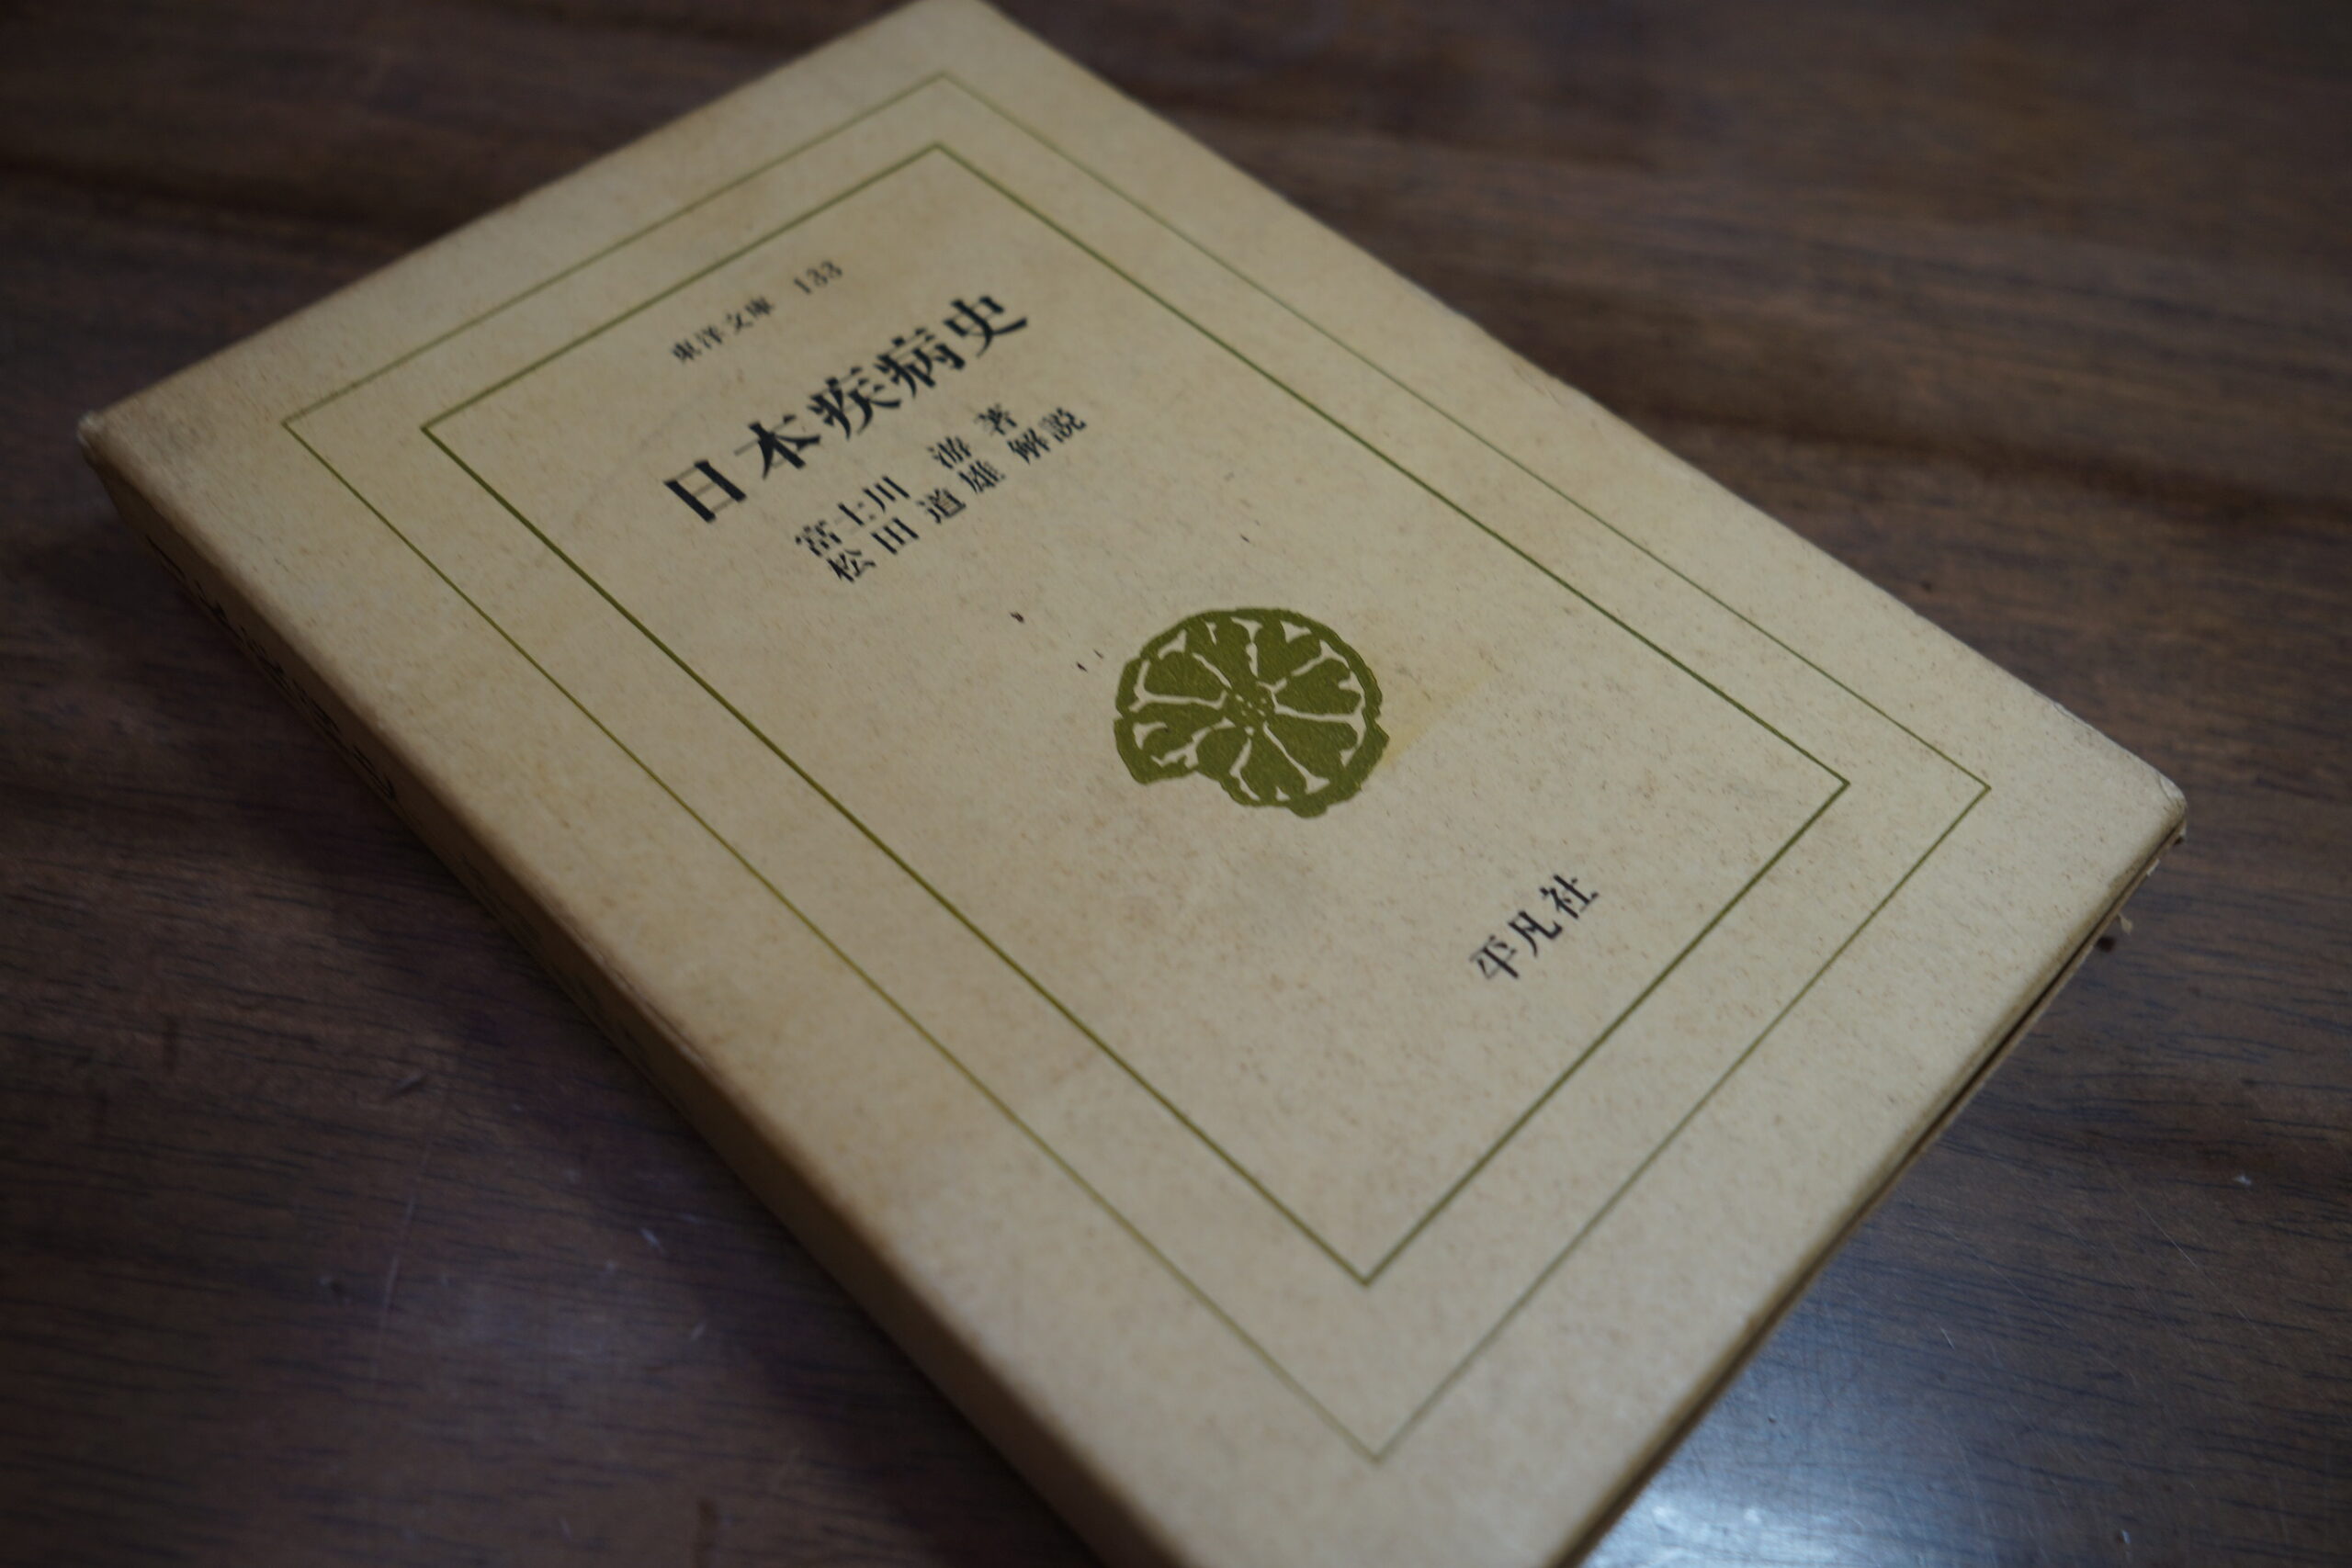 東洋文庫 133
日本疾病史
富士川 游 著
松田道雄 解説
平凡社